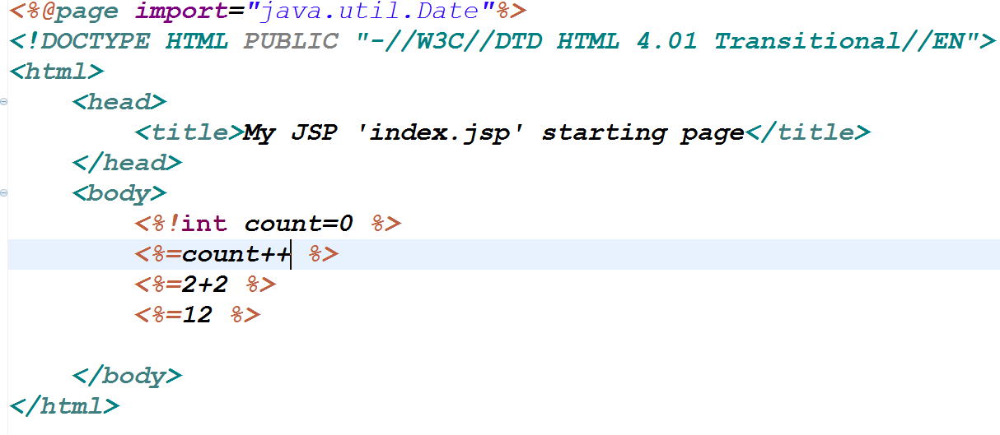 <%@page import="java.util.Date"%>
<!DOCTYPE HTML PUBLIC "-//W3C//DTD HTML 4.01 Transitional//EN">
<html>
    <head>
        <title>My JSP 'index.jsp' starting page</title>
    </head>
    <body>
        <%!int count=0 %>
        <%=count++ %>
        <%=2+2 %>
        <%=12 %>

    </body>
</html>